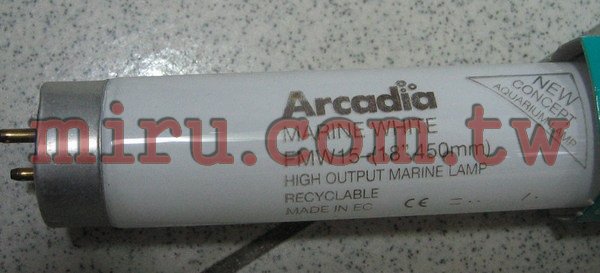 Arcadia
MARINE WHITE
FMW15-(18" 450mm)
HIGH OUTPUT MARINE LAMP
RECYCLABLE
MADE IN EC CE
NEW
CONCEPT
AQUARIUM LAMP
miru.com.tw